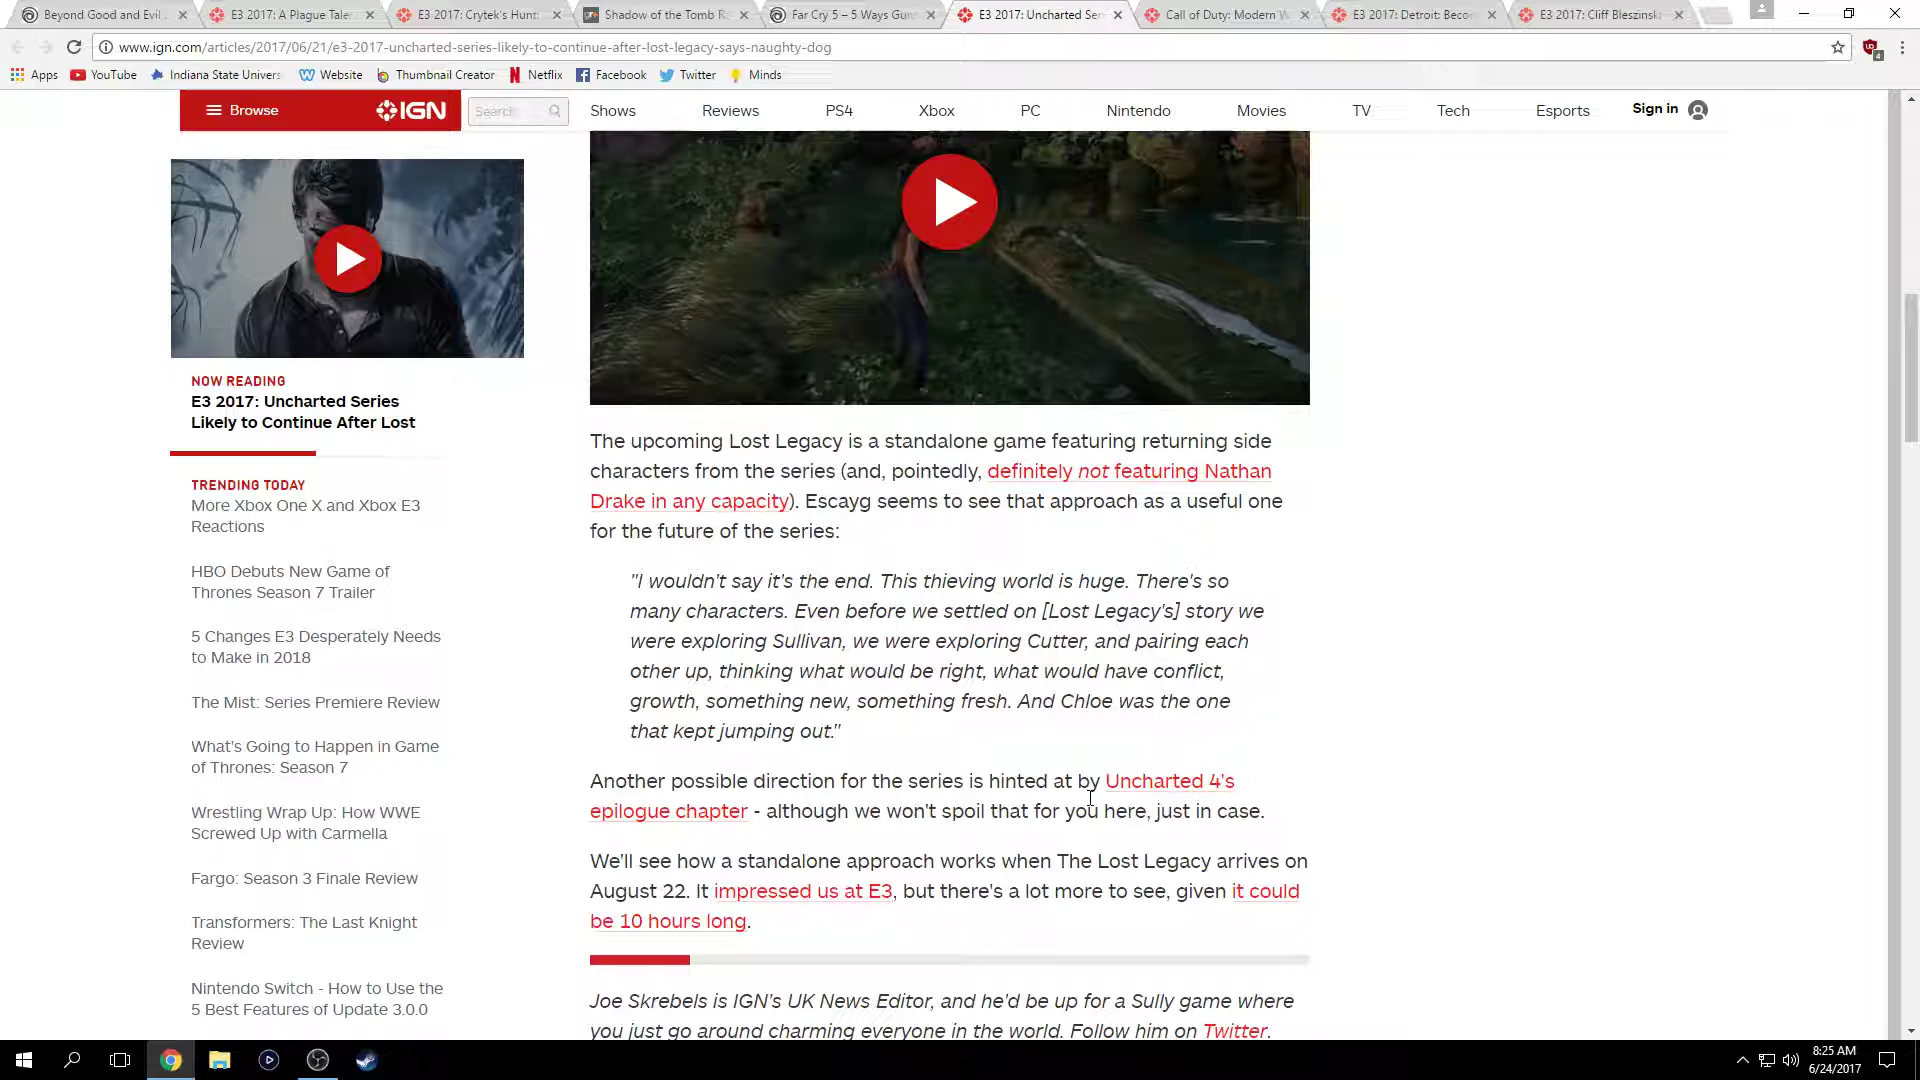 Beyond Good and Evil
E3 2017: A Plague Tale:
E3 2017: Crytek's Hunt:
Shadow of the Tomb R
Far Cry 5 – 5 Ways Gun
E3 2017: Uncharted Ser
Call of Duty: Modern W
E3 2017: Detroit: Beco
E3 2017: Cliff Bleszinski
www.ign.com/articles/2017/06/21/e3-2017-uncharted-series-likely-to-continue-after-lost-legacy-says-naughty-dog
Apps YouTube Indiana State Univers Website Thumbnail Creator Netflix Facebook Twitter Minds
Browse IGN Search Shows Reviews PS4 Xbox PC Nintendo Movies TV Tech Esports Sign in
NOW READING
E3 2017: Uncharted Series
Likely to Continue After Lost
TRENDING TODAY
More Xbox One X and Xbox E3
Reactions
HBO Debuts New Game of
Thrones Season 7 Trailer
5 Changes E3 Desperately Needs
to Make in 2018
The Mist: Series Premiere Review
What's Going to Happen in Game
of Thrones: Season 7
Wrestling Wrap Up: How WWE
Screwed Up with Carmella
Fargo: Season 3 Finale Review
Transformers: The Last Knight
Review
Nintendo Switch - How to Use the
5 Best Features of Update 3.0.0
The upcoming Lost Legacy is a standalone game featuring returning side
characters from the series (and, pointedly, definitely not featuring Nathan
Drake in any capacity). Escayg seems to see that approach as a useful one
for the future of the series:
"I wouldn't say it's the end. This thieving world is huge. There's so
many characters. Even before we settled on [Lost Legacy's] story we
were exploring Sullivan, we were exploring Cutter, and pairing each
other up, thinking what would be right, what would have conflict,
growth, something new, something fresh. And Chloe was the one
that kept jumping out."
Another possible direction for the series is hinted at by Uncharted 4's
epilogue chapter - although we won't spoil that for you here, just in case.
We'll see how a standalone approach works when The Lost Legacy arrives on
August 22. It impressed us at E3, but there's a lot more to see, given it could
be 10 hours long.
Joe Skrebels is IGN's UK News Editor, and he'd be up for a Sully game where
you just go around charming everyone in the world. Follow him on Twitter.
8:25 AM
6/24/2017